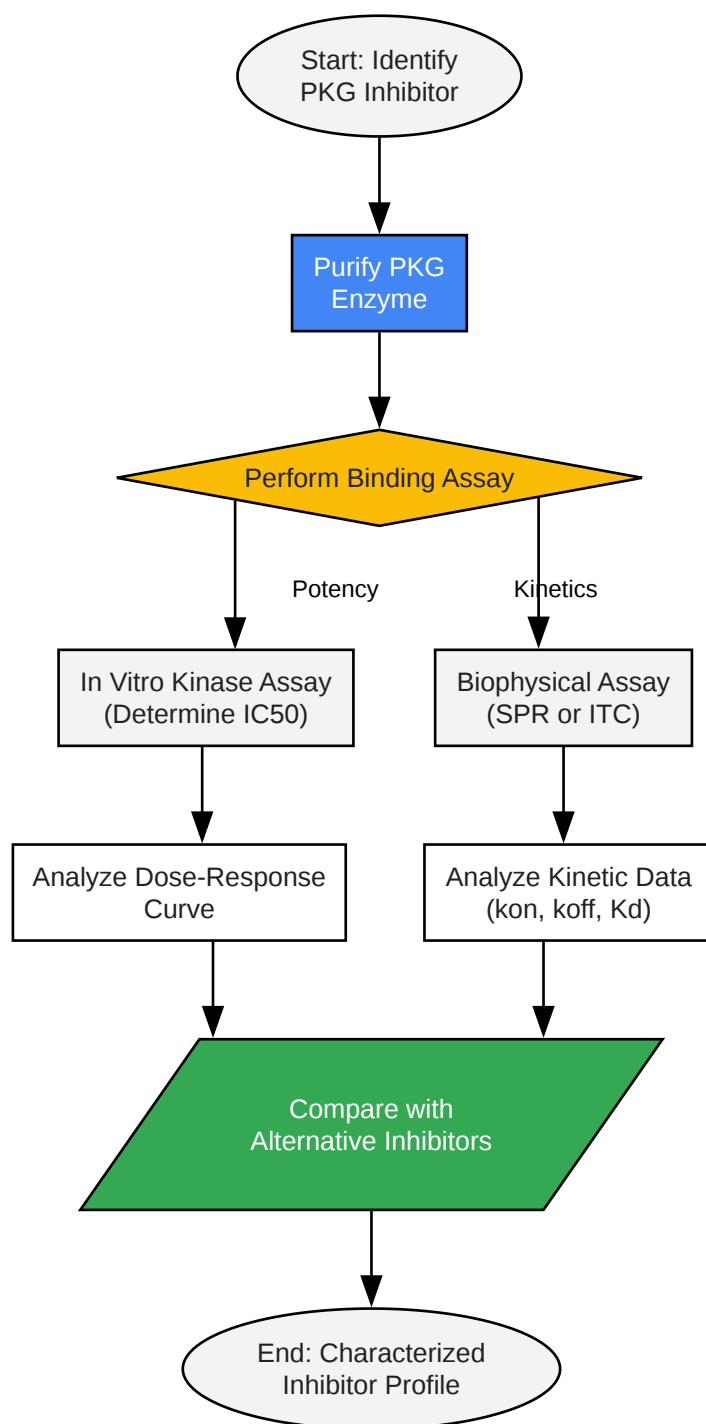 Start: Identify
PKG Inhibitor
Purify PKG
Enzyme
Perform Binding Assay
Potency
Kinetics
In Vitro Kinase Assay
(Determine IC50)
Biophysical Assay
(SPR or ITC)
Analyze Dose-Response
Curve
Analyze Kinetic Data
(kon, koff, Kd)
Compare with
Alternative Inhibitors
End: Characterized
Inhibitor Profile